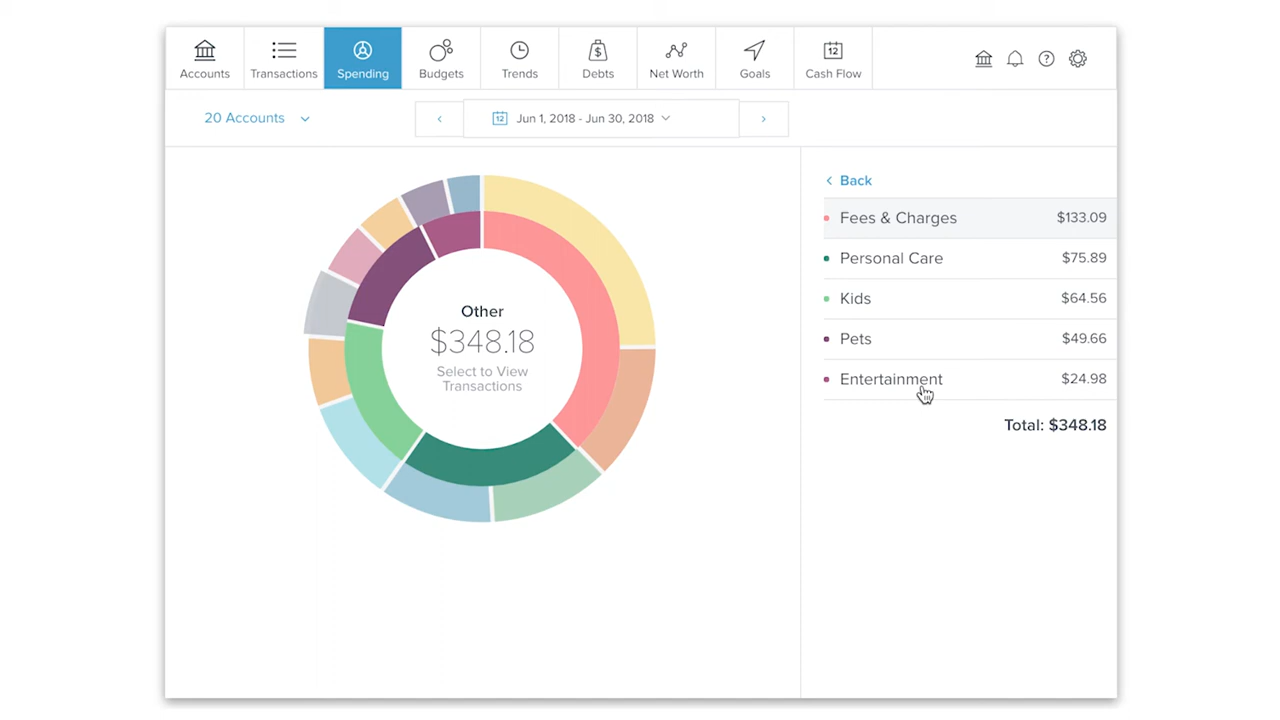 Accounts
Transactions
Spending
Budgets
Trends
$
Debts
Net Worth
Goals
12
Cash Flow
?
20 Accounts
12
Jun 1, 2018 - Jun 30, 2018
Other
$348.18
Select to View
Transactions
Back
Fees & Charges $133.09
Personal Care $75.89
Kids $64.56
Pets $49.66
Entertainment $24.98
Total: $348.18